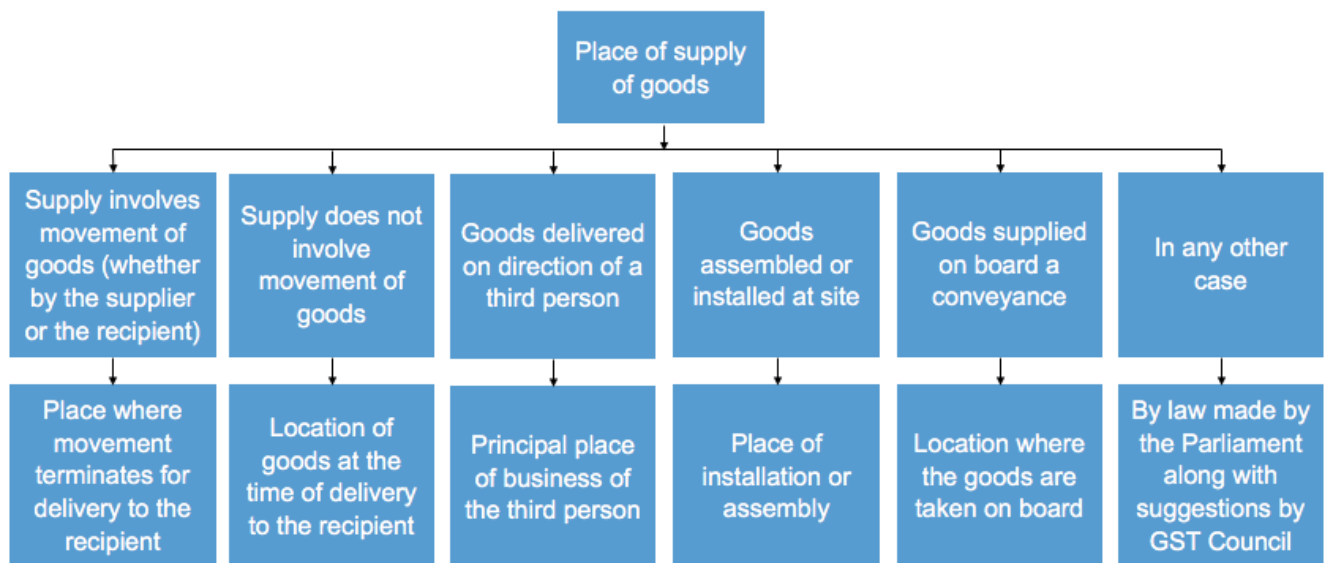 Place of supply
of goods
Supply involves
movement of
goods (whether
by the supplier
or the recipient)
Supply does not
involve
movement of
goods
Goods delivered
on direction of a
third person
Goods
assembled or
installed at site
Goods supplied
on board a
conveyance
In any other
case
Place where
movement
terminates for
delivery to the
recipient
Location of
goods at the
time of delivery
to the recipient
Principal place
of business of
the third person
Place of
installation or
assembly
Location where
the goods are
taken on board
By law made by
the Parliament
along with
suggestions by
GST Council